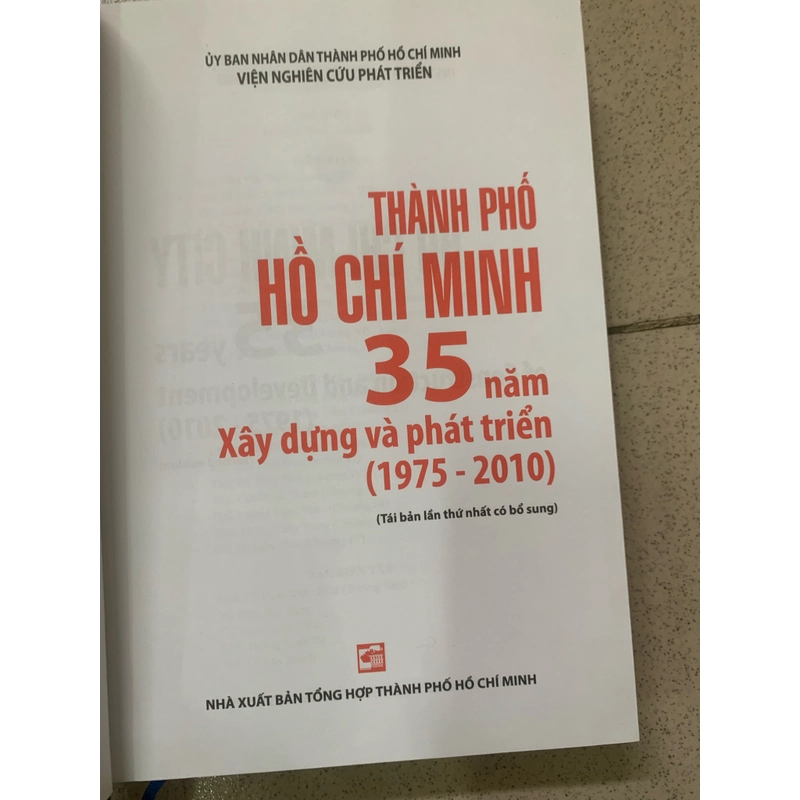 ỦY BAN NHÂN DÂN THÀNH PHỐ HỒ CHÍ MINH
VIỆN NGHIÊN CỨU PHÁT TRIỂN
THÀNH PHỐ
HỒ CHÍ MINH
35 năm
Xây dựng và phát triển
(1975 - 2010)
(Tái bản lần thứ nhất có bổ sung)
NHÀ XUẤT BẢN TỔNG HỢP THÀNH PHỐ HỒ CHÍ MINH